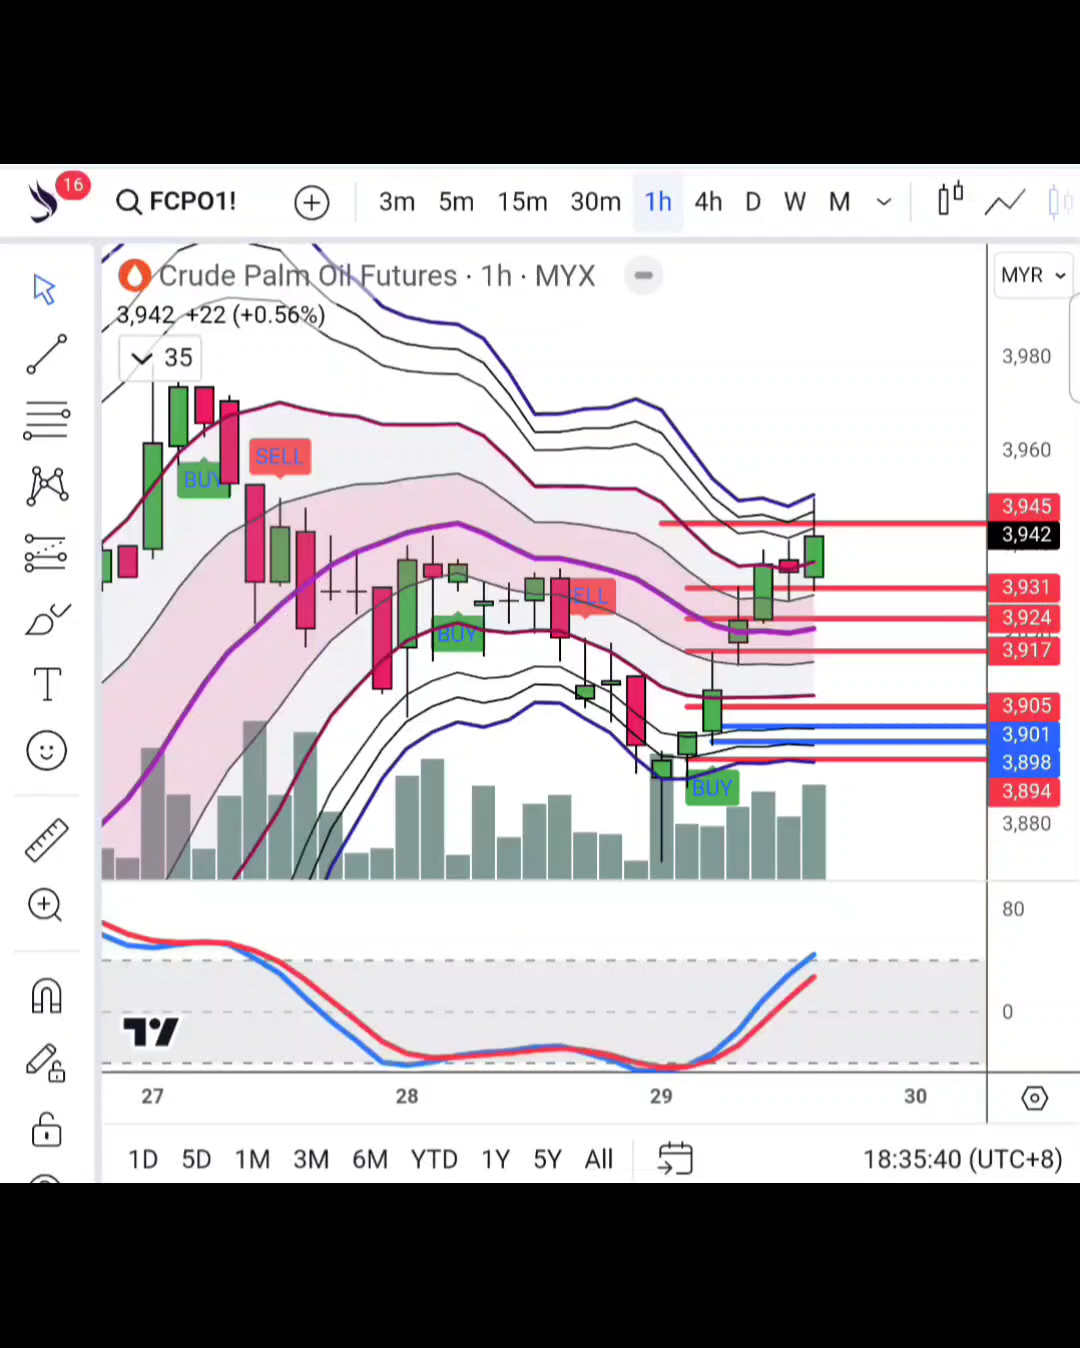 16
FCPO1!
3m 5m 15m 30m 1h 4h D W M
Crude Palm Oil Futures · 1h · MYX
MYR
3,942 +22 (+0.56%)
35
3,980
3,960
SELL
BUY
3,945
3,942
3,931
ELL
3,924
BUY
3,917
3,905
3,901
3,898
BUY
3,894
3,880
80
0
27 28 29 30
1D 5D 1M 3M 6M YTD 1Y 5Y All 18:35:40 (UTC+8)